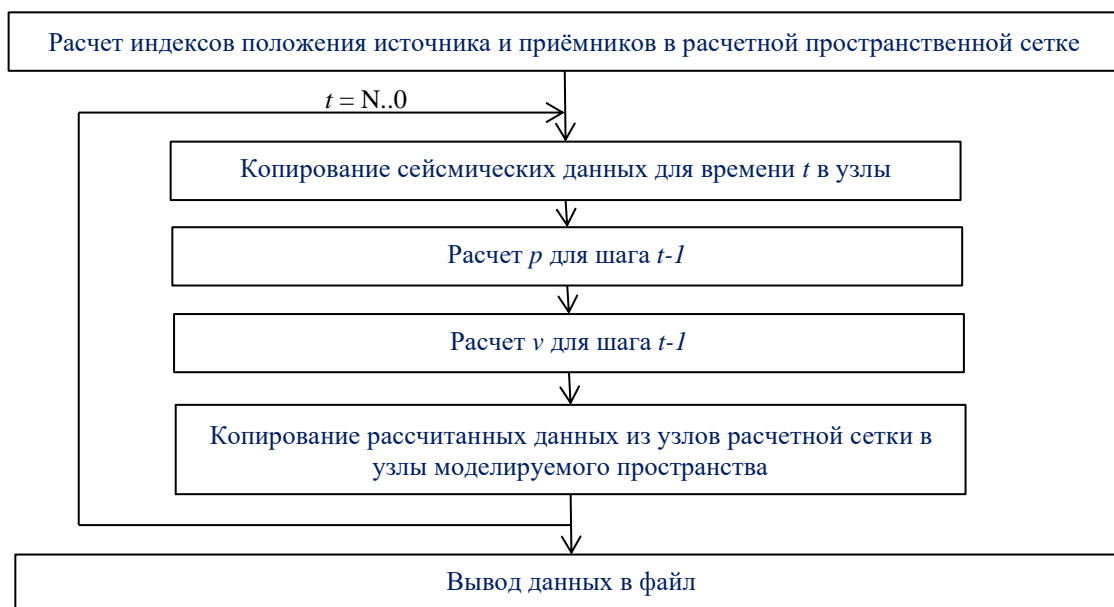 Расчет индексов положения источника и приёмников в расчетной пространственной сетке
t = N..0
Копирование сейсмических данных для времени t в узлы
Расчет p для шага t-1
Расчет v для шага t-1
Копирование рассчитанных данных из узлов расчетной сетки в
узлы моделируемого пространства
Вывод данных в файл